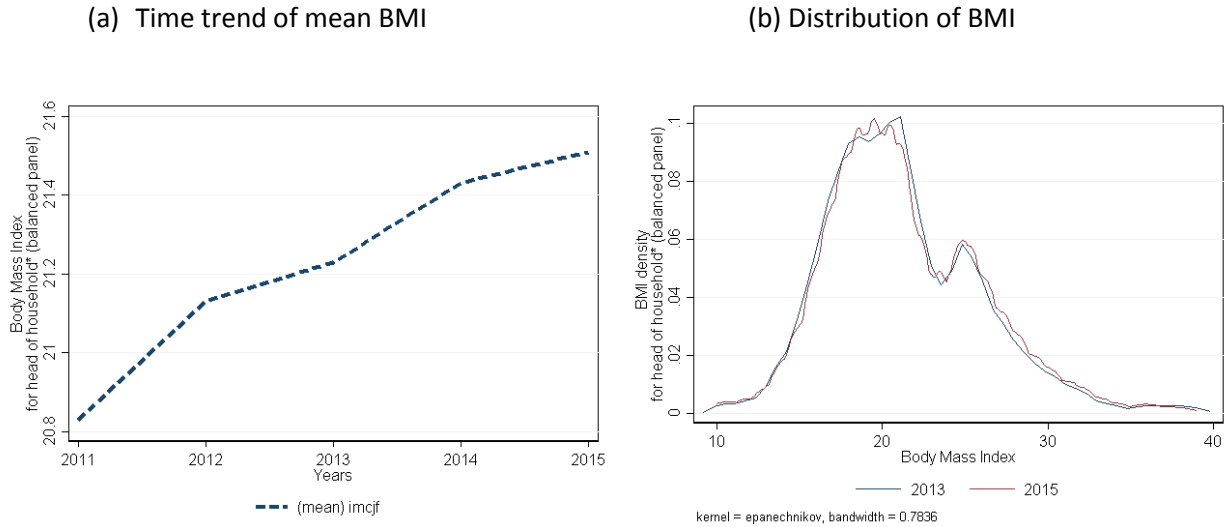 (a) Time trend of mean BMI
Body Mass Index
for head of household* (balanced panel)
21.6
21.4
21.2
21
20.8
2011 2012 2013 2014 2015
Years
(mean) imcjf
(b) Distribution of BMI
BMI density
for head of household* (balanced panel)
.1
.08
.06
.04
.02
0
10 20 30 40
Body Mass Index
2013 2015
kernel = epanechnikov, bandwidth = 0.7836